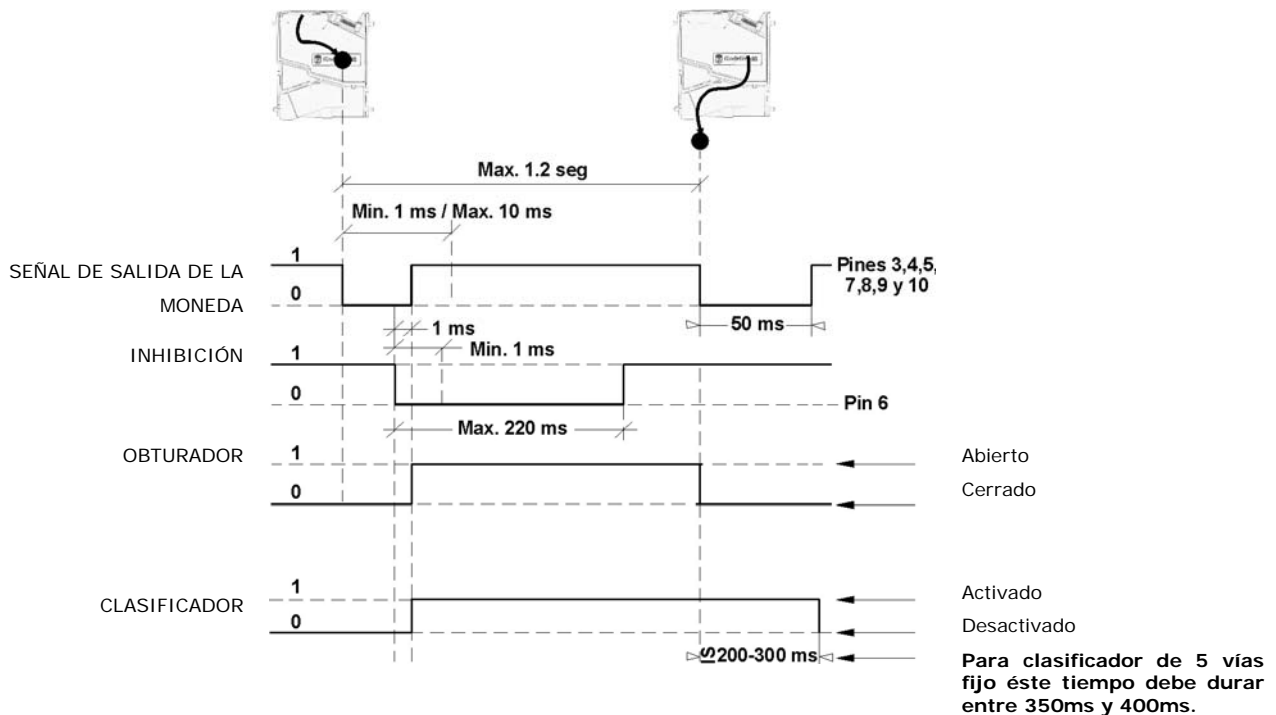 Max. 1.2 seg
Min. 1 ms / Max. 10 ms
SEÑAL DE SALIDA DE LA
MONEDA
1
0
Pines 3,4,5,
7,8,9 y 10
50 ms
1 ms
INHIBICIÓN
1
0
Min. 1 ms
Pin 6
Max. 220 ms
OBTURADOR
1
0
Abierto
Cerrado
CLASIFICADOR
1
0
Activado
Desactivado
200-300 ms
Para clasificador de 5 vías
fijo éste tiempo debe durar
entre 350ms y 400ms.